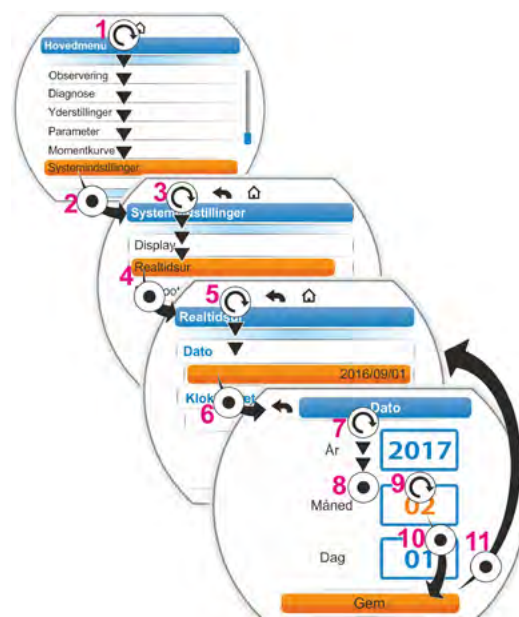 1
Hovedmenu
Observering
Diagnose
Yderstillinger
Parameter
Momentkurve
Systemindstillinger
2
3
Systemindstillinger
Display
Realtidsur
4
5
Realtidsur
Dato
2016/09/01
6
Dato
7
År
2017
8
9
Måned
02
10
11
Dag
01
Gem